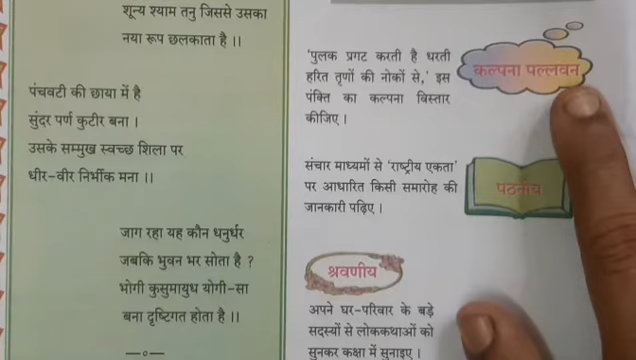 शून्य श्याम तनु जिससे उसका
नया रूप छलकाता है ।।
पंचवटी की छाया में है
सुंदर पर्ण कुटीर बना ।
उसके सम्मुख स्वच्छ शिला पर
धीर-वीर निर्भीक मना ।।
जाग रहा यह कौन धनुर्धर
जबकि भुवन भर सोता है ?
भोगी कुसुमायुध योगी-सा
बना दृष्टिगत होता है ।।
—०—
'पुलक प्रगट करती है धरती
हरित तृणों की नोकों से,' इस
पंक्ति का कल्पना विस्तार
कीजिए ।
कल्पना पल्लवन
संचार माध्यमों से 'राष्ट्रीय एकता'
पर आधारित किसी समारोह की
जानकारी पढ़िए ।
पठनीय
श्रवणीय
अपने घर-परिवार के बड़े
सदस्यों से लोककथाओं को
सुनकर कक्षा में सुनाइए ।